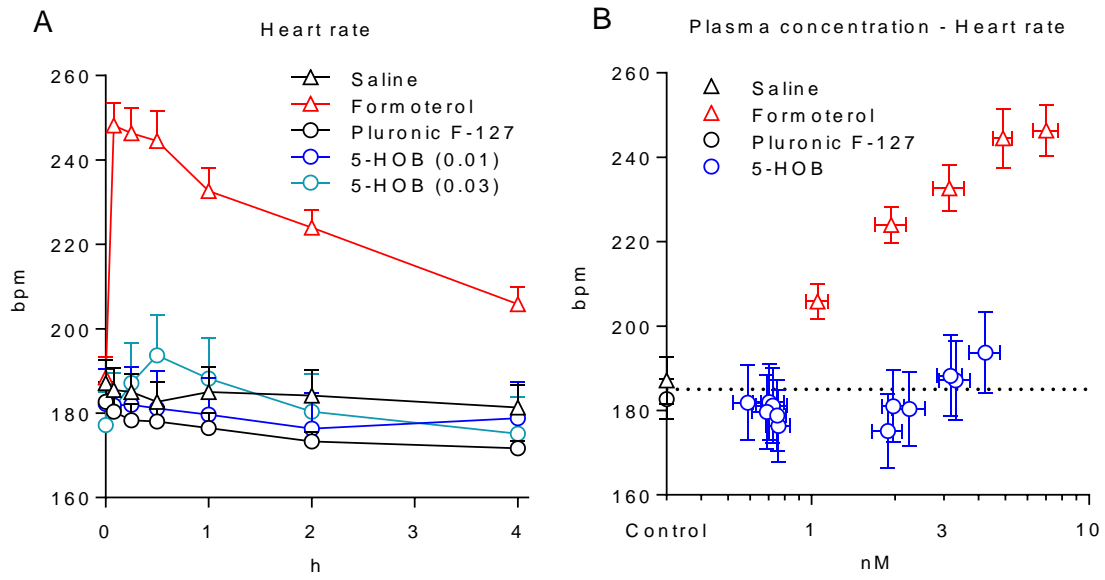 A
Heart rate
260
240
220
200
180
160
bpm
Saline
Formoterol
Pluronic F-127
5-HOB (0.01)
5-HOB (0.03)
0
1
2
3
4
h
B
Plasma concentration - Heart rate
260
240
220
200
180
160
bpm
Saline
Formoterol
Pluronic F-127
5-HOB
Control
1
3
10
nM